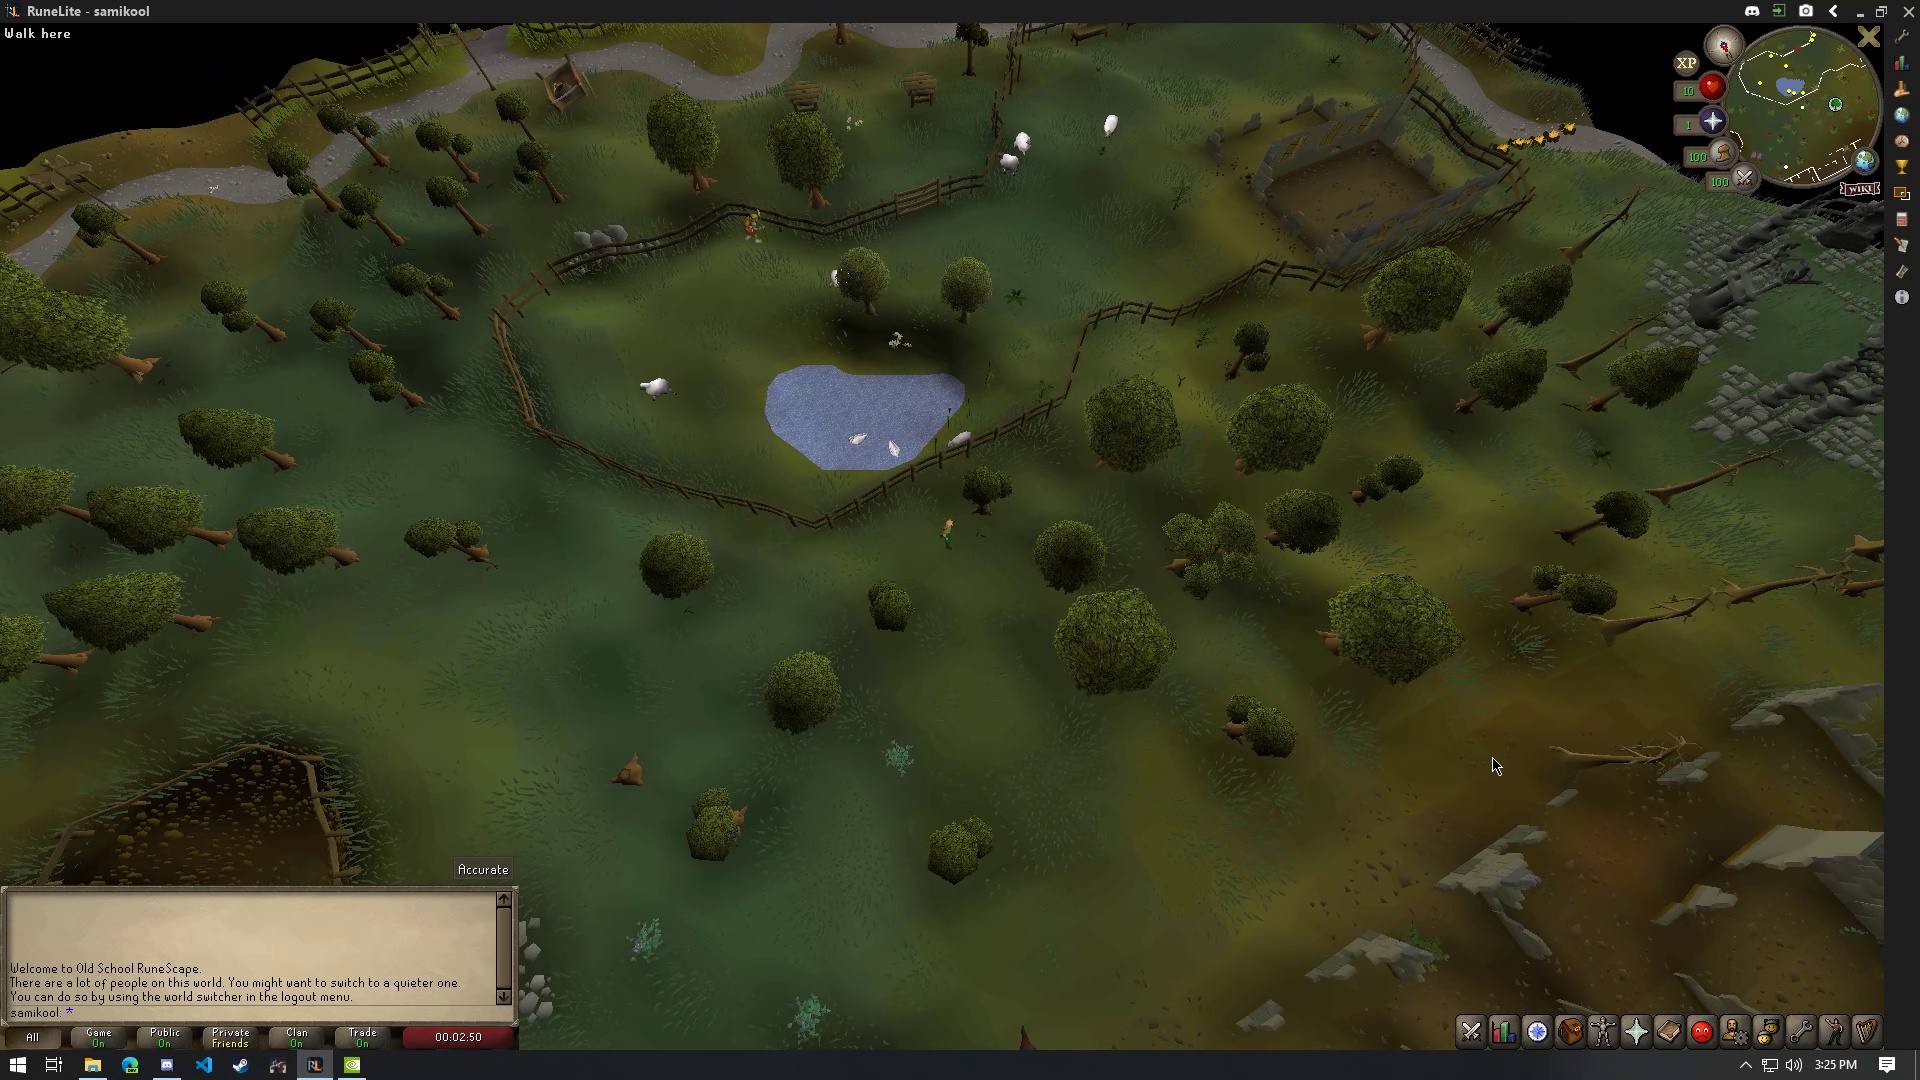 RuneLite - samikool
Walk here
XP
10
1
100
100
WIKI
Accurate
Welcome to Old School RuneScape.
There are a lot of people on this world. You might want to switch to a quieter one.
You can do so by using the world switcher in the logout menu.
samikool: *
All
Game
On
Public
On
Private
Friends
Clan
On
Trade
On
00:02:50
3:25 PM